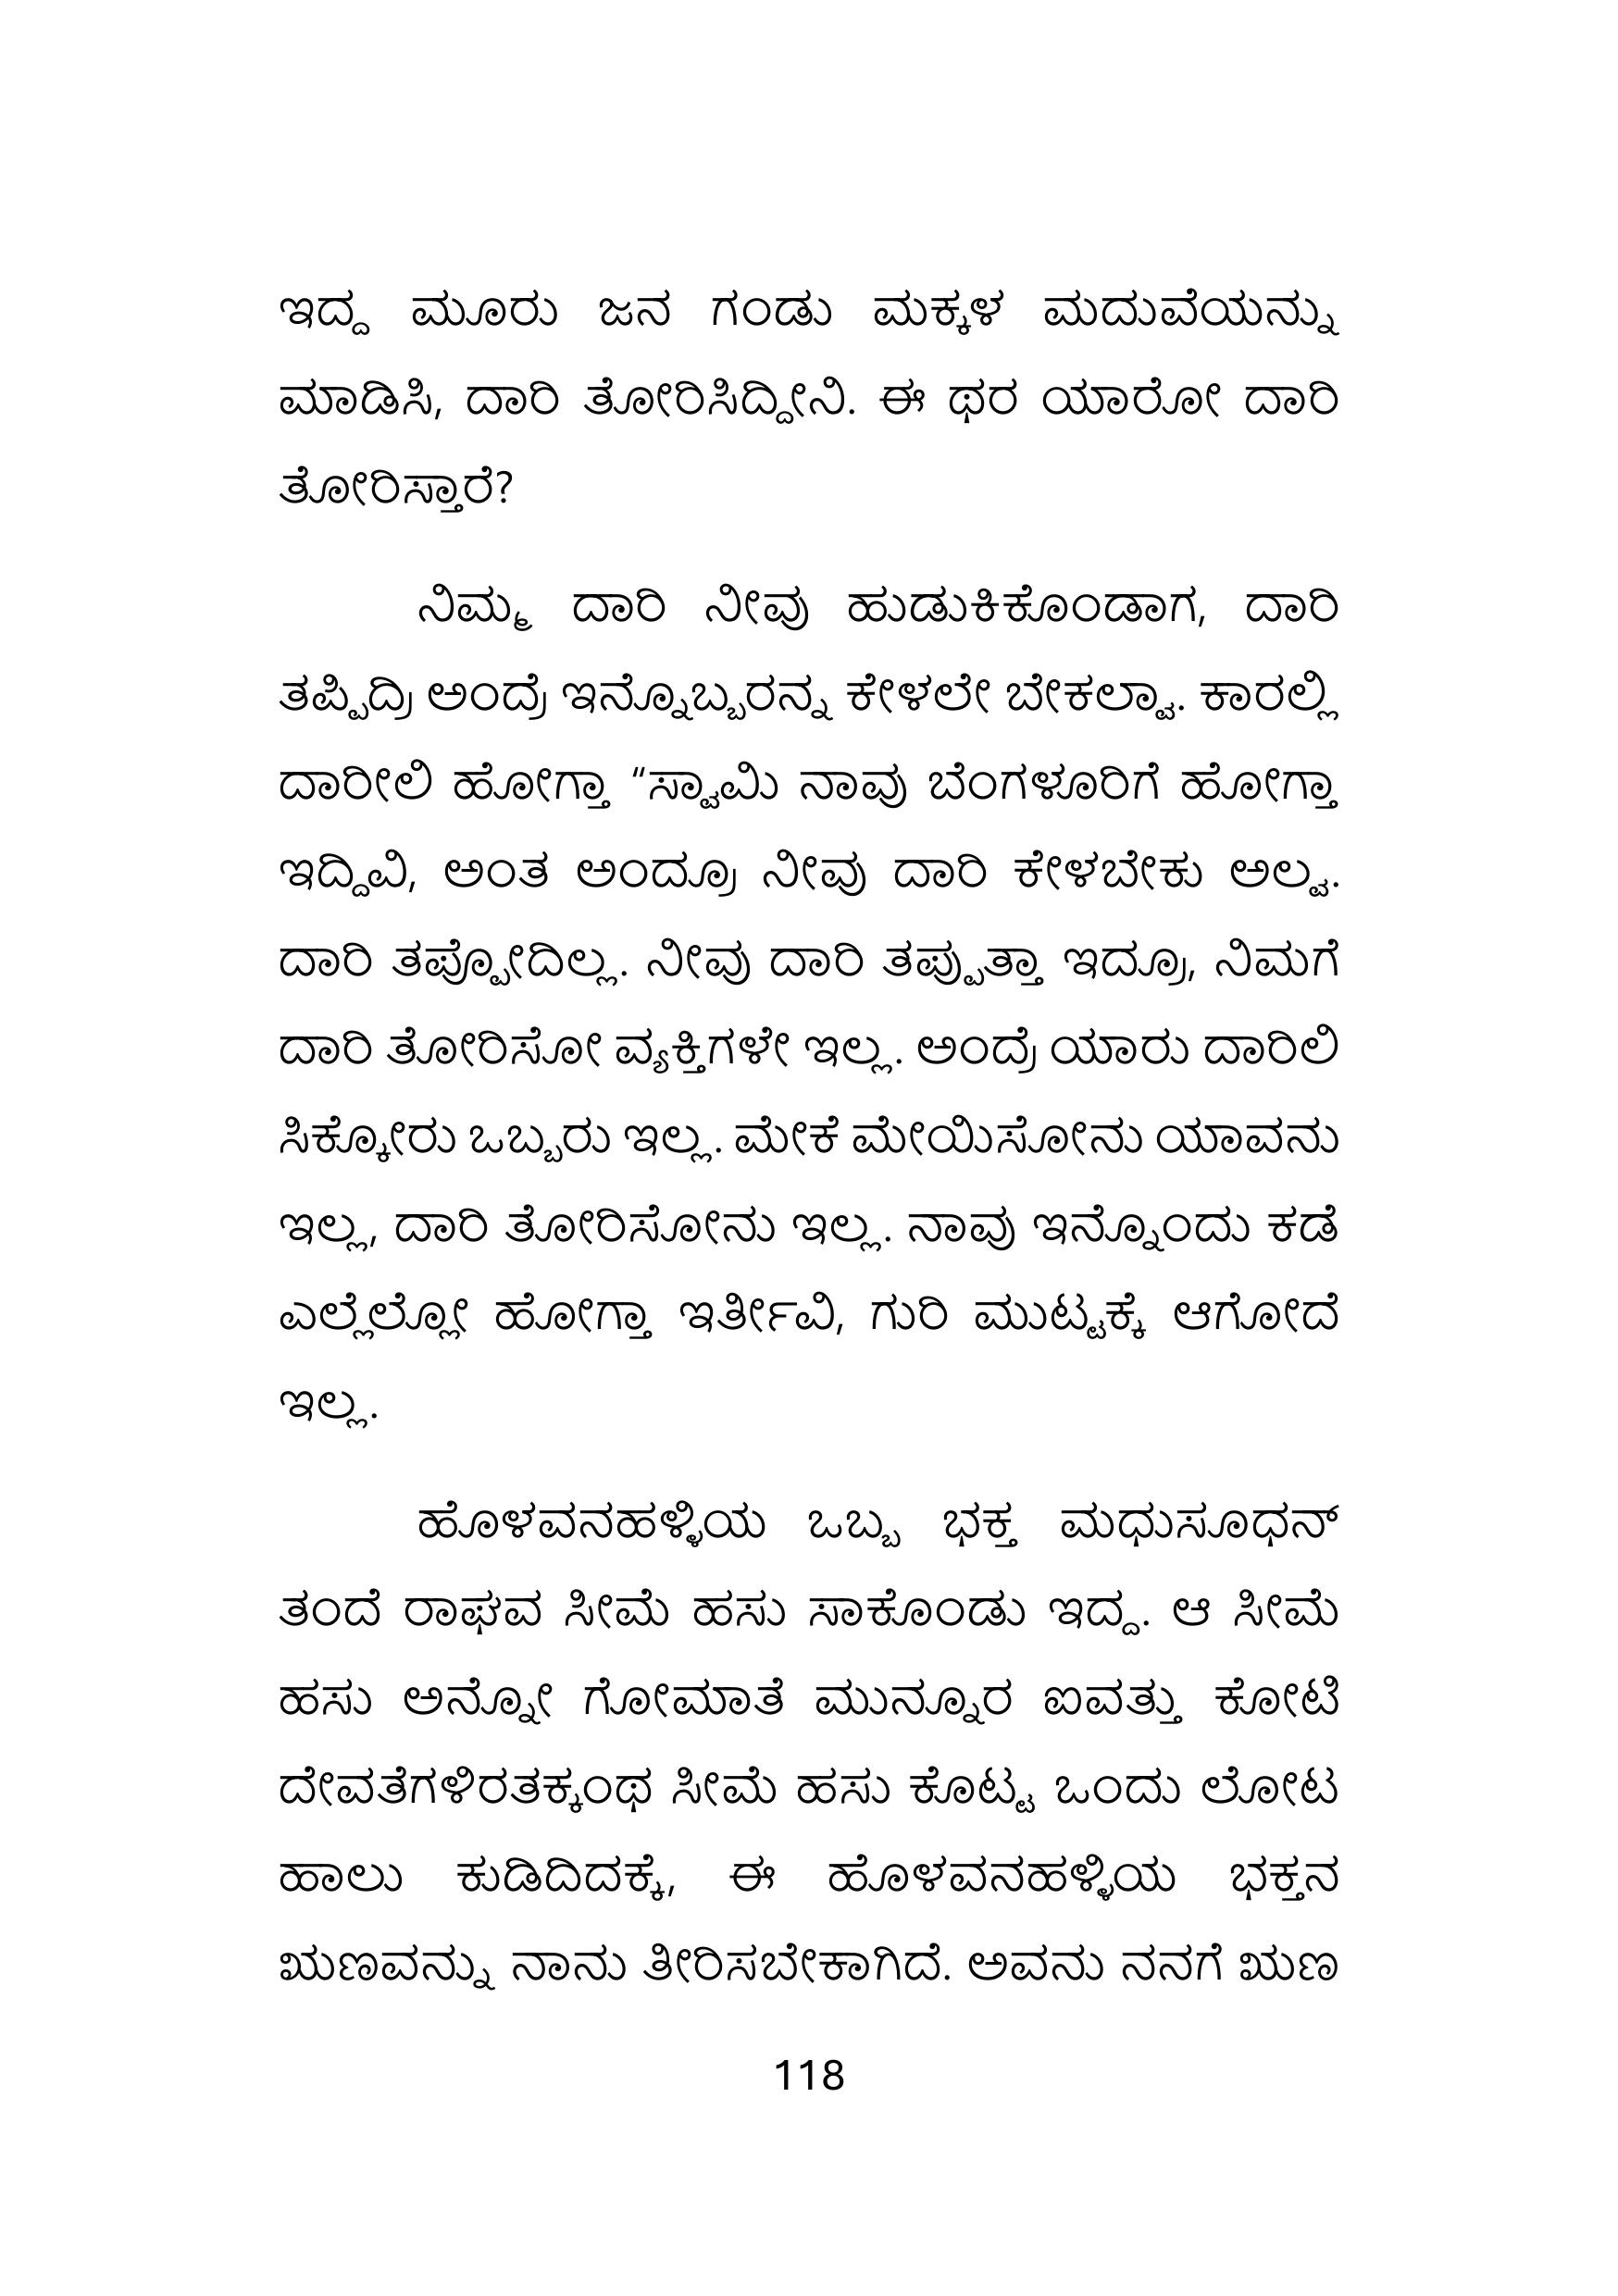 ಇದ್ದ ಮೂರು ಜನ ಗಂಡು ಮಕ್ಕಳ ಮದುವೆಯನ್ನು
ಮಾಡಿಸಿ, ದಾರಿ ತೋರಿಸಿದ್ದೀನಿ. ಈ ಥರ ಯಾರೋ ದಾರಿ
ತೋರಿಸ್ತಾರೆ?
ನಿಮ್ಮ ದಾರಿ ನೀವು ಹುಡುಕಿಕೊಂಡಾಗ, ದಾರಿ
ತಪ್ಪಿದ್ರಿ ಅಂದ್ರೆ ಇನ್ನೊಬ್ಬರನ್ನ ಕೇಳಲೇ ಬೇಕಲ್ವಾ. ಕಾರಲ್ಲಿ
ದಾರೀಲಿ ಹೋಗ್ತಾ “ಸ್ವಾಮಿ ನಾವು ಬೆಂಗಳೂರಿಗೆ ಹೋಗ್ತಾ
ಇದ್ದಿವಿ, ಅಂತ ಅಂದ್ರೂ ನೀವು ದಾರಿ ಕೇಳಬೇಕು ಅಲ್ವ.
ದಾರಿ ತಪ್ಪೋದಿಲ್ಲ. ನೀವು ದಾರಿ ತಪ್ಪುತ್ತಾ ಇದ್ರೂ, ನಿಮಗೆ
ದಾರಿ ತೋರಿಸೋ ವ್ಯಕ್ತಿಗಳೇ ಇಲ್ಲ. ಅಂದ್ರೆ ಯಾರು ದಾರಿಲಿ
ಸಿಕ್ಕೋರು ಒಬ್ಬರು ಇಲ್ಲ. ಮೇಕೆ ಮೇಯಿಸೋನು ಯಾವನು
ಇಲ್ಲ, ದಾರಿ ತೋರಿಸೋನು ಇಲ್ಲ. ನಾವು ಇನ್ನೊಂದು ಕಡೆ
ಎಲ್ಲೆಲ್ಲೋ ಹೋಗ್ತಾ ಇರ್ತೀವಿ, ಗುರಿ ಮುಟ್ಟಕ್ಕೆ ಆಗೋದೆ
ಇಲ್ಲ.
ಹೊಳವನಹಳ್ಳಿಯ ಒಬ್ಬ ಭಕ್ತ ಮಧುಸೂಧನ್
ತಂದೆ ರಾಘವ ಸೀಮೆ ಹಸು ಸಾಕೊಂಡು ಇದ್ದ. ಆ ಸೀಮೆ
ಹಸು ಅನ್ನೋ ಗೋಮಾತೆ ಮುನ್ನೂರ ಐವತ್ತು ಕೋಟಿ
ದೇವತೆಗಳಿರತಕ್ಕಂಥ ಸೀಮೆ ಹಸು ಕೊಟ್ಟ ಒಂದು ಲೋಟ
ಹಾಲು ಕುಡಿದಿದಕ್ಕೆ, ಈ ಹೊಳವನಹಳ್ಳಿಯ ಭಕ್ತನ
ಋಣವನ್ನು ನಾನು ತೀರಿಸಬೇಕಾಗಿದೆ. ಅವನು ನನಗೆ ಋಣ
118